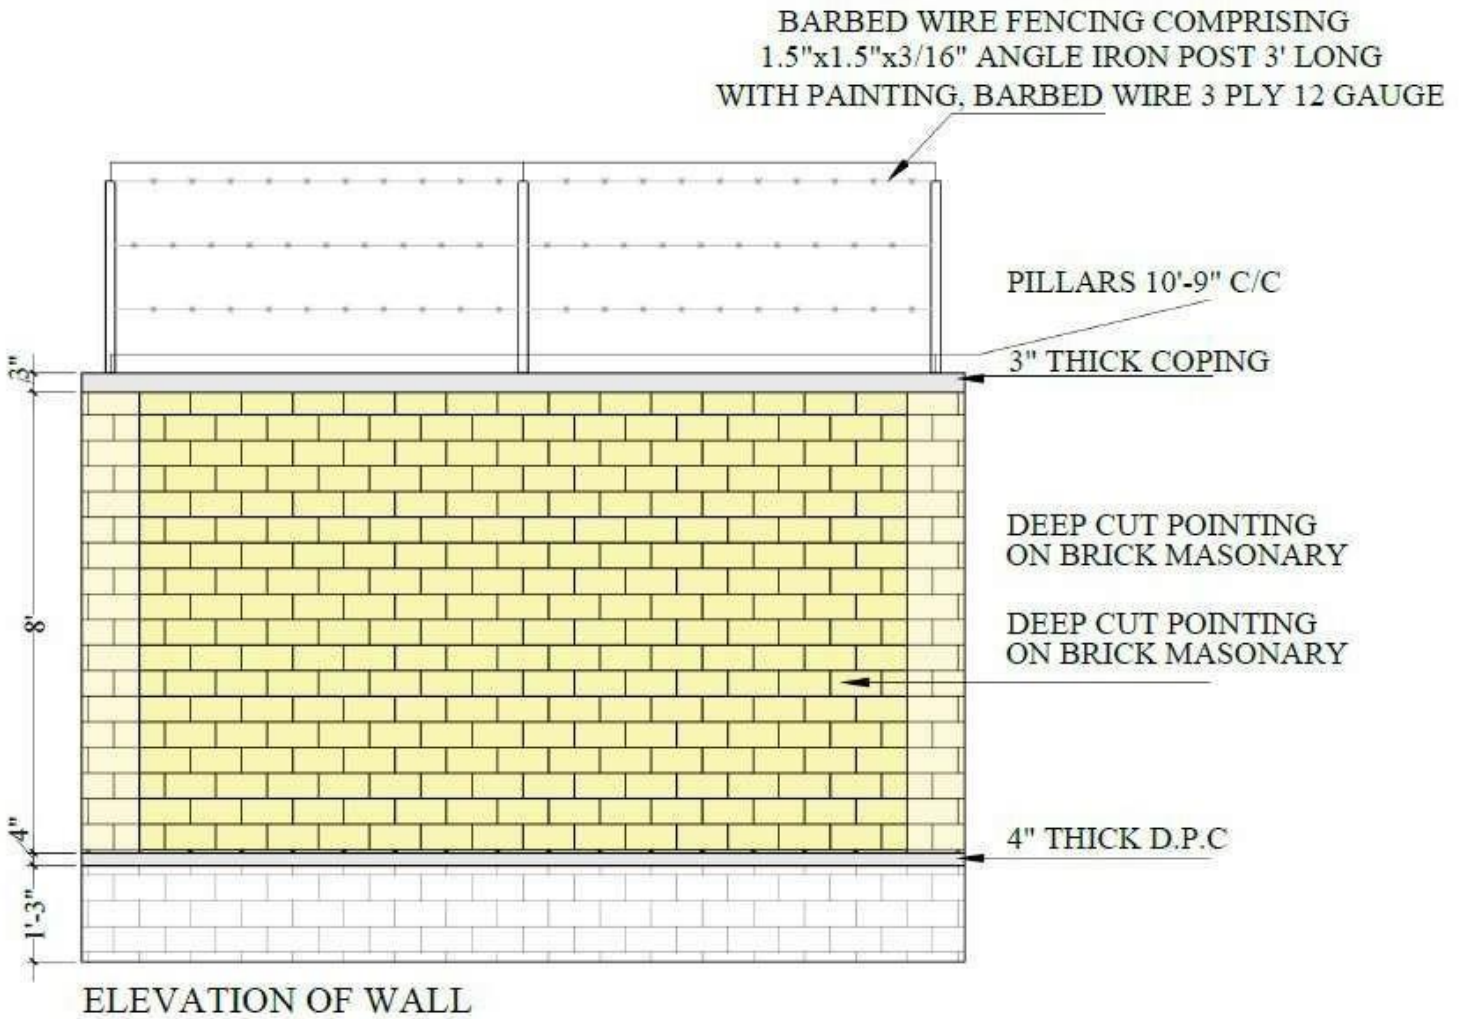 BARBED WIRE FENCING COMPRISING
1.5"x1.5"x3/16" ANGLE IRON POST 3' LONG
WITH PAINTING, BARBED WIRE 3 PLY 12 GAUGE
PILLARS 10'-9" C/C
3" THICK COPING
3"
DEEP CUT POINTING
ON BRICK MASONARY
8'
DEEP CUT POINTING
ON BRICK MASONARY
4"
4" THICK D.P.C
1'-3"
ELEVATION OF WALL